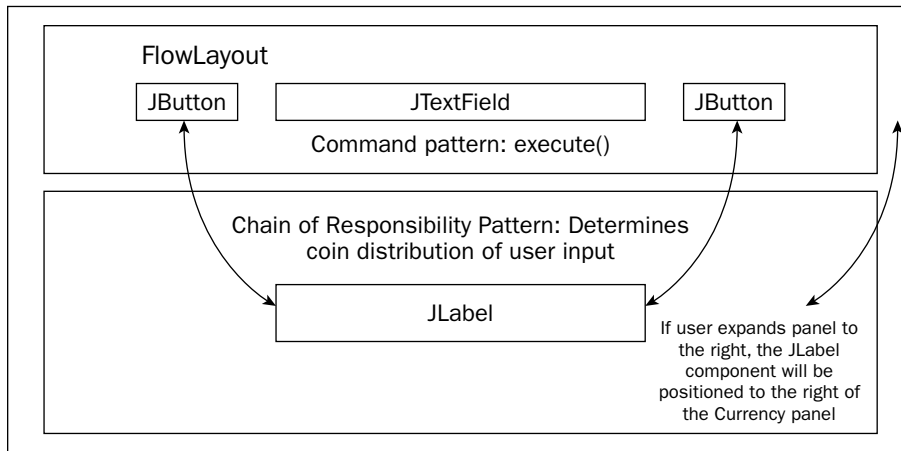 FlowLayout
JButton
JTextField
JButton
Command pattern: execute()
Chain of Responsibility Pattern: Determines
coin distribution of user input
JLabel
If user expands panel to
the right, the JLabel
component will be
positioned to the right of
the Currency panel